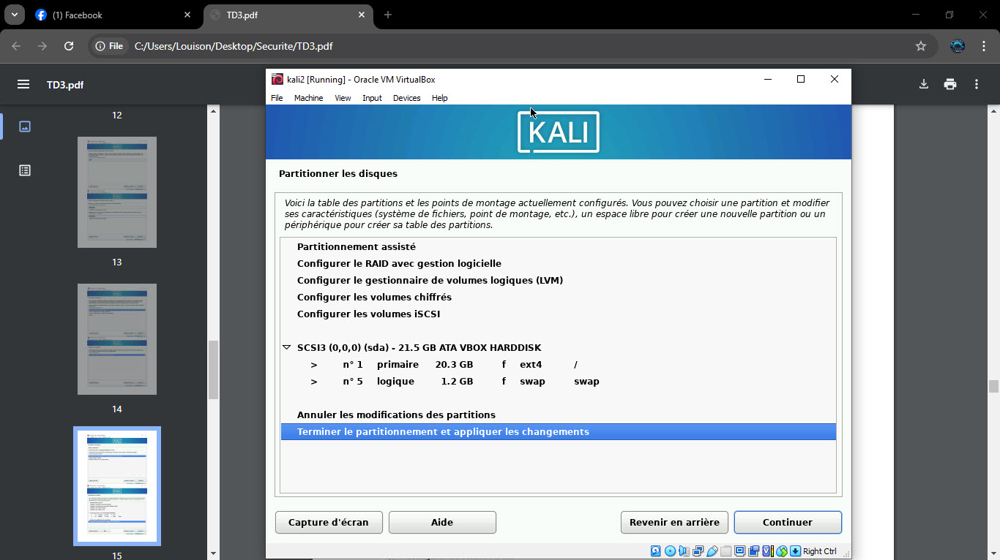 (1) Facebook
TD3.pdf
File
C:/Users/Louison/Desktop/Securite/TD3.pdf
TD3.pdf
kali2 [Running] - Oracle VM VirtualBox
File Machine View Input Devices Help
KALI
Partitionner les disques
Voici la table des partitions et les points de montage actuellement configurés. Vous pouvez choisir une partition et modifier
ses caractéristiques (système de fichiers, point de montage, etc.), un espace libre pour créer une nouvelle partition ou un
périphérique pour créer sa table des partitions.
Partitionnement assisté
Configurer le RAID avec gestion logicielle
Configurer le gestionnaire de volumes logiques (LVM)
Configurer les volumes chiffrés
Configurer les volumes iSCSI
SCSI3 (0,0,0) (sda) - 21.5 GB ATA VBOX HARDDISK
> n° 1 primaire 20.3 GB f ext4 /
> n° 5 logique 1.2 GB f swap swap
Annuler les modifications des partitions
Terminer le partitionnement et appliquer les changements
Capture d'écran
Aide
Revenir en arrière
Continuer
Right Ctrl
12
13
14
15